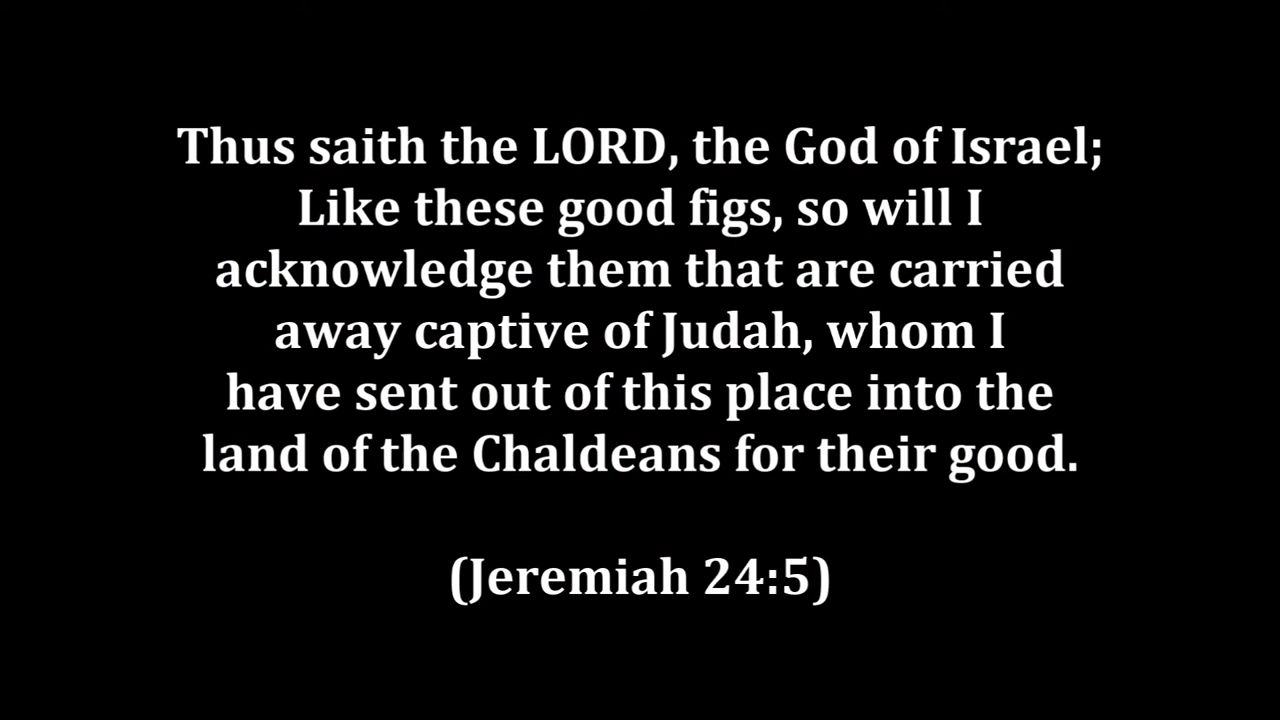 Thus saith the LORD, the God of Israel;
Like these good figs, so will I
acknowledge them that are carried
away captive of Judah, whom I
have sent out of this place into the
land of the Chaldeans for their good.
(Jeremiah 24:5)